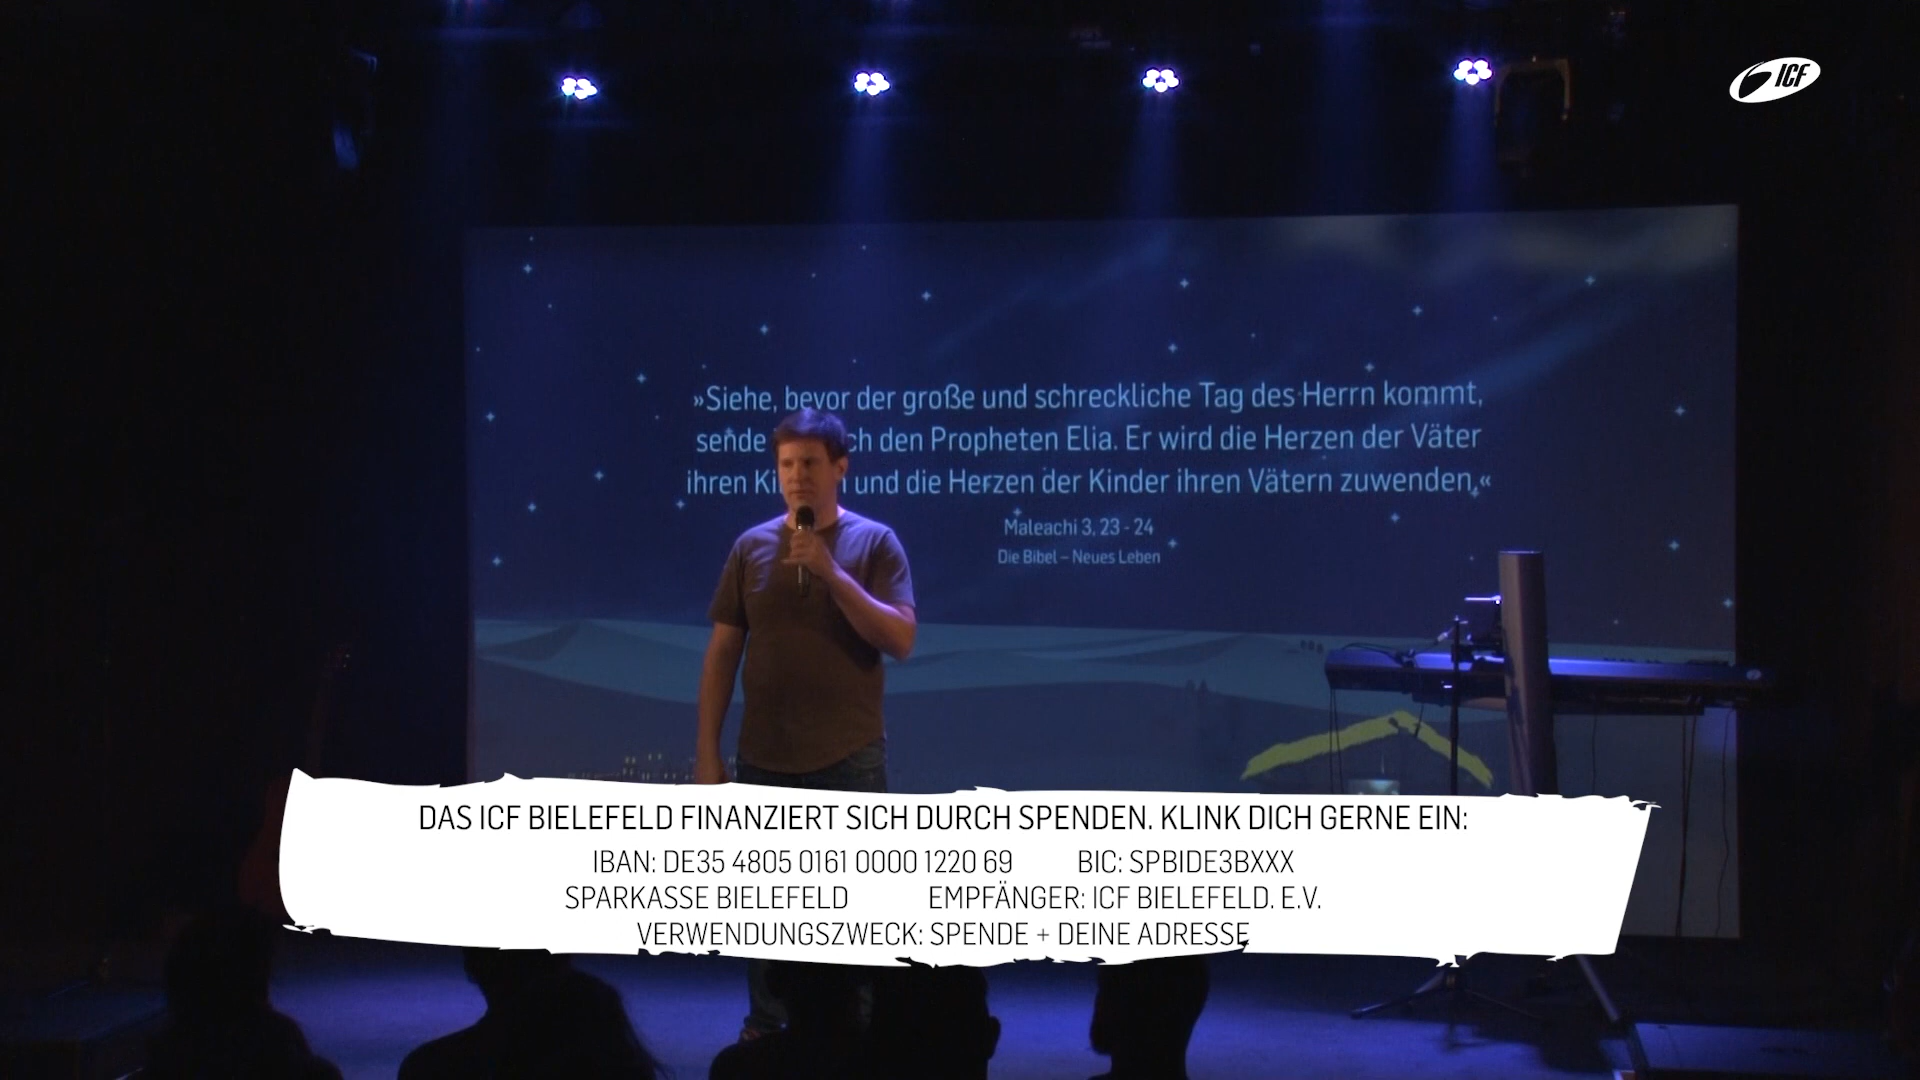 ICF
»Siehe, bevor der große und schreckliche Tag des Herrn kommt,
sende ch den Propheten Elia. Er wird die Herzen der Väter
ihren Ki n und die Herzen der Kinder ihren Vätern zuwenden,«
Maleachi 3, 23 - 24
Die Bibel – Neues Leben
DAS ICF BIELEFELD FINANZIERT SICH DURCH SPENDEN. KLINK DICH GERNE EIN:
IBAN: DE35 4805 0161 0000 1220 69 BIC: SPBIDE3BXXX
SPARKASSE BIELEFELD EMPFÄNGER: ICF BIELEFELD. E.V.
VERWENDUNGSZWECK: SPENDE + DEINE ADRESSE